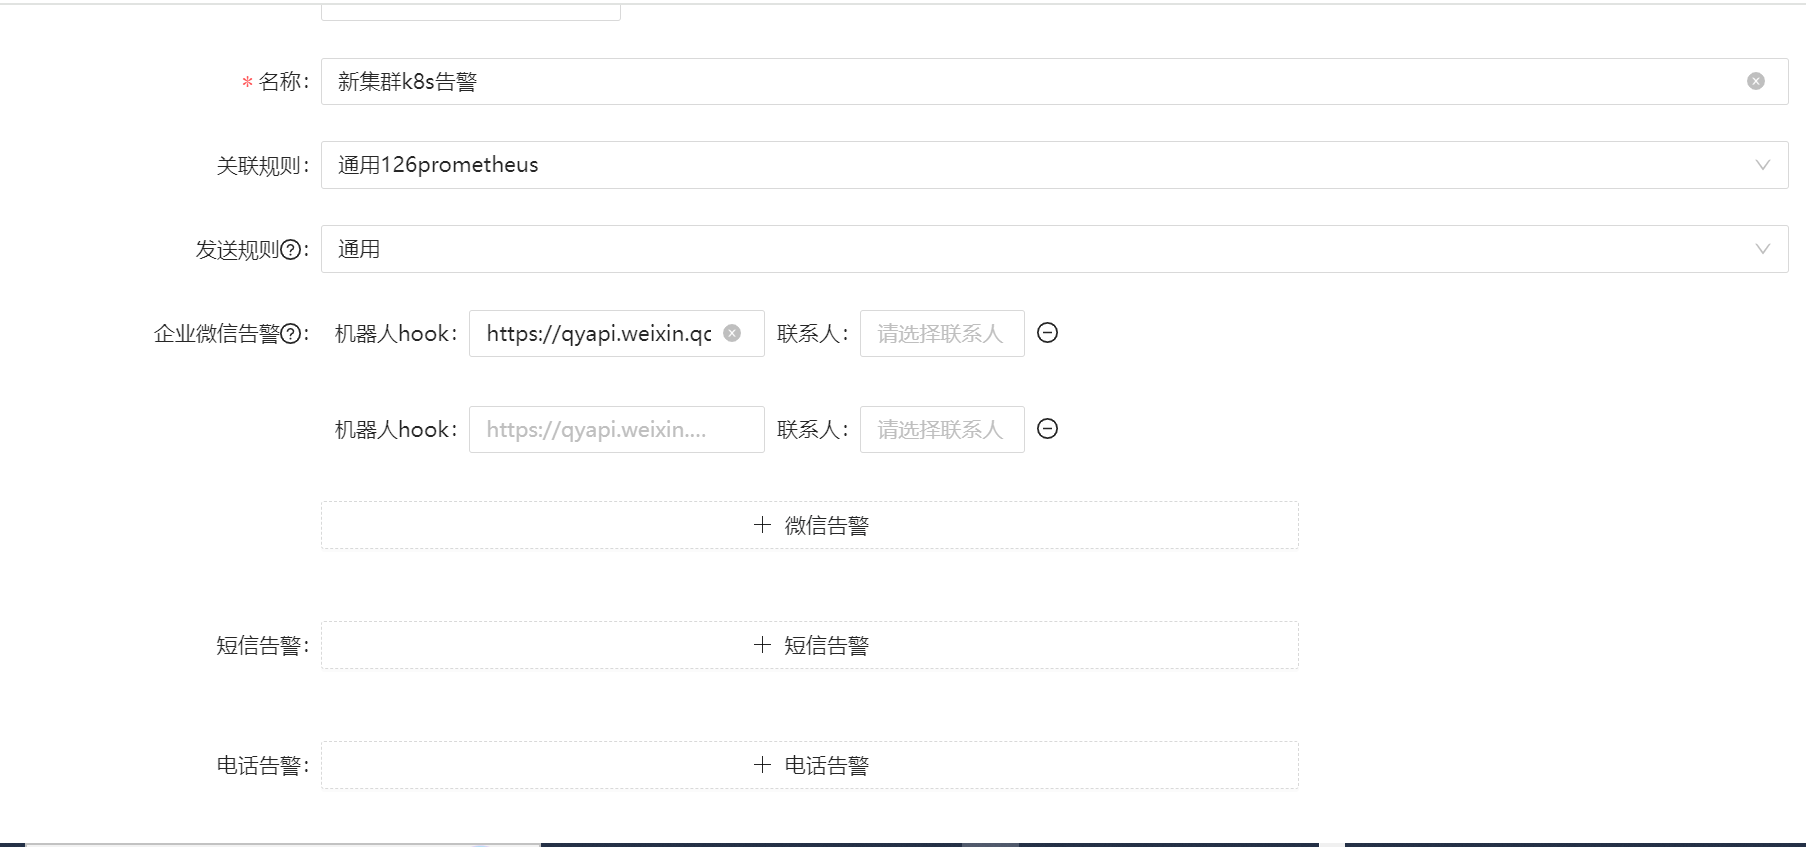 * 名称: 新集群k8s告警
关联规则: 通用126prometheus
发送规则?: 通用
企业微信告警?: 机器人hook: https://qyapi.weixin.qc 联系人: 请选择联系人
机器人hook: https://qyapi.weixin.... 联系人: 请选择联系人
+ 微信告警
短信告警: + 短信告警
电话告警: + 电话告警